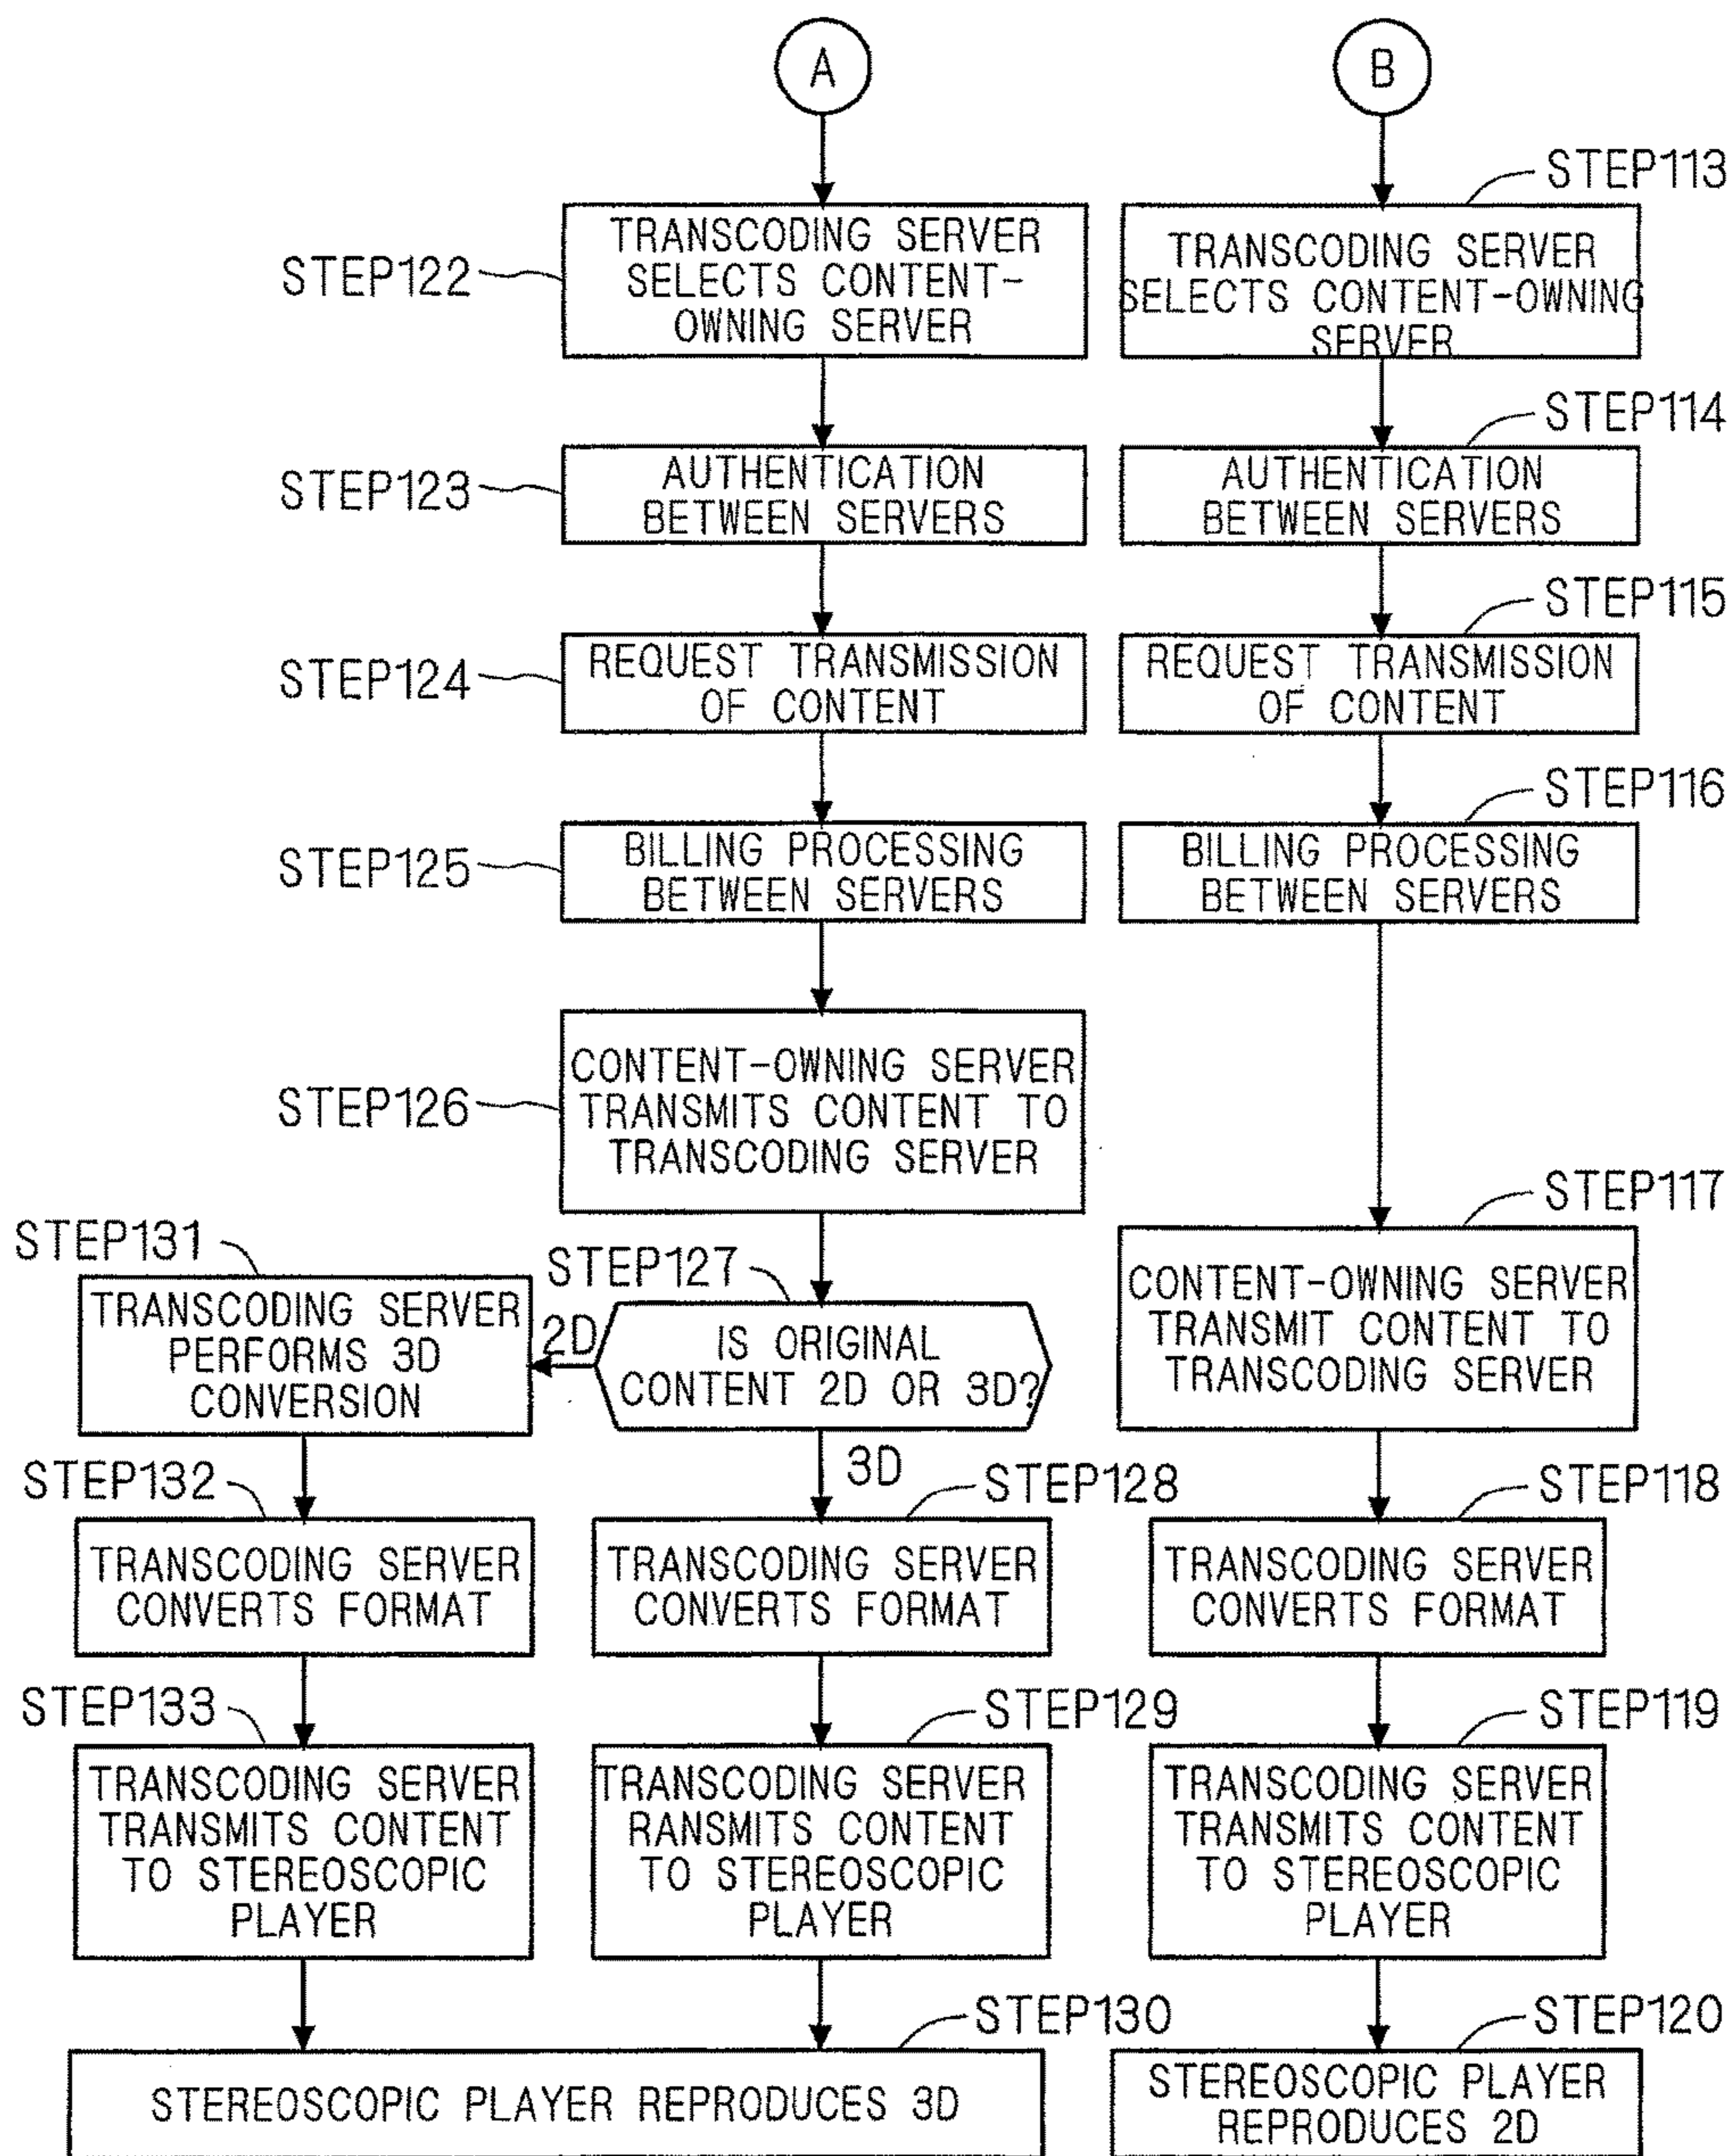 A
B
STEP113
STEP122
TRANSCODING SERVER
SELECTS CONTENT-
OWNING SERVER
TRANSCODING SERVER
SELECTS CONTENT-OWNING
SERVER
STEP114
STEP123
AUTHENTICATION
BETWEEN SERVERS
AUTHENTICATION
BETWEEN SERVERS
STEP115
STEP124
REQUEST TRANSMISSION
OF CONTENT
REQUEST TRANSMISSION
OF CONTENT
STEP116
STEP125
BILLING PROCESSING
BETWEEN SERVERS
BILLING PROCESSING
BETWEEN SERVERS
STEP126
CONTENT-OWNING SERVER
TRANSMITS CONTENT TO
TRANSCODING SERVER
STEP117
CONTENT-OWNING SERVER
TRANSMIT CONTENT TO
TRANSCODING SERVER
STEP131
TRANSCODING SERVER
PERFORMS 3D
CONVERSION
2D
STEP127
IS ORIGINAL
CONTENT 2D OR 3D?
3D
STEP132
TRANSCODING SERVER
CONVERTS FORMAT
STEP128
TRANSCODING SERVER
CONVERTS FORMAT
STEP118
TRANSCODING SERVER
CONVERTS FORMAT
STEP133
TRANSCODING SERVER
TRANSMITS CONTENT
TO STEREOSCOPIC
PLAYER
STEP129
TRANSCODING SERVER
RANSMITS CONTENT
TO STEREOSCOPIC
PLAYER
STEP119
TRANSCODING SERVER
TRANSMITS CONTENT
TO STEREOSCOPIC
PLAYER
STEP130
STEREOSCOPIC PLAYER REPRODUCES 3D
STEP120
STEREOSCOPIC PLAYER
REPRODUCES 2D